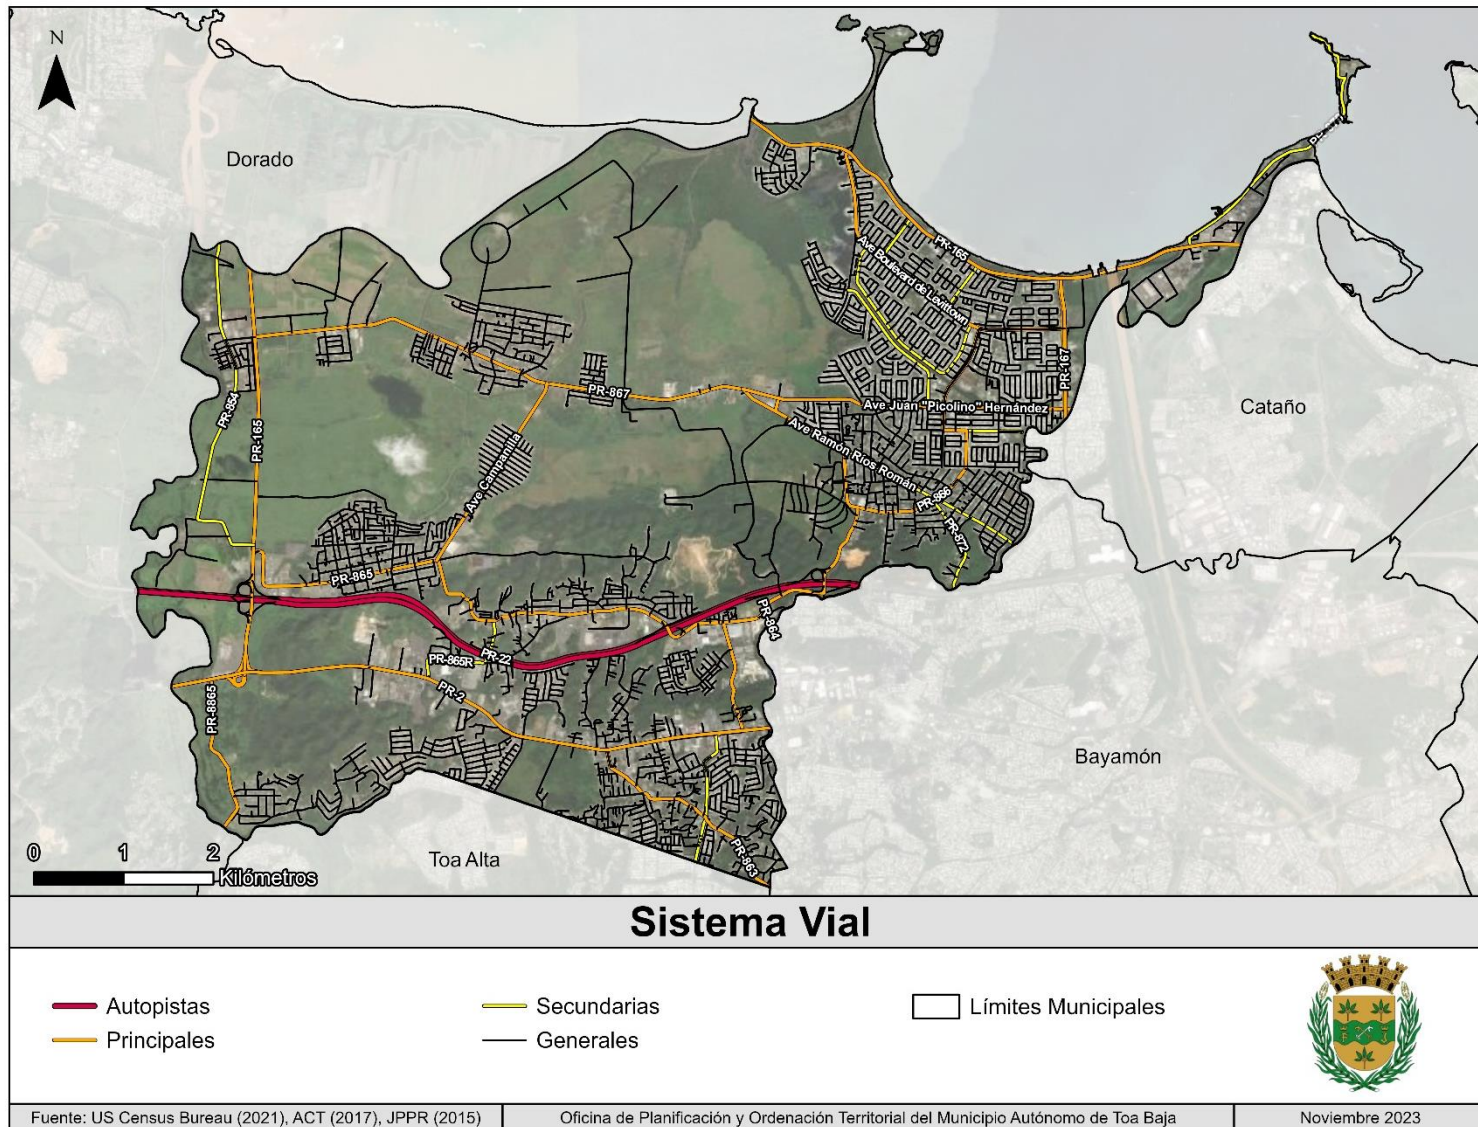 N
Dorado
PR-165
Ave Boulevard de Levittown
PR-167
PR-854
PR-165
PR-867
Ave Juan "Picolino" Hernández
Cataño
Ave Campanilla
Ave Ramón Ríos Román
PR-866
PR-872
PR-865
PR-864
PR-865R
PR-22
PR-2
PR-8865
Bayamón
Toa Alta
PR-863
0 1 2
Kilómetros
Sistema Vial
Autopistas
Principales
Secundarias
Generales
Límites Municipales
Fuente: US Census Bureau (2021), ACT (2017), JPPR (2015)
Oficina de Planificación y Ordenación Territorial del Municipio Autónomo de Toa Baja
Noviembre 2023